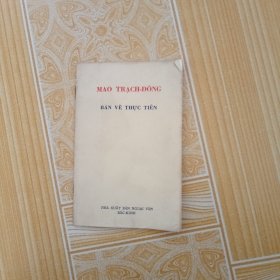 MAO TRẠCH-ĐÔNG
BÀN VỀ THỰC TIỄN
NHÀ XUẤT BẢN NGOẠI VĂN
BẮC-KINH